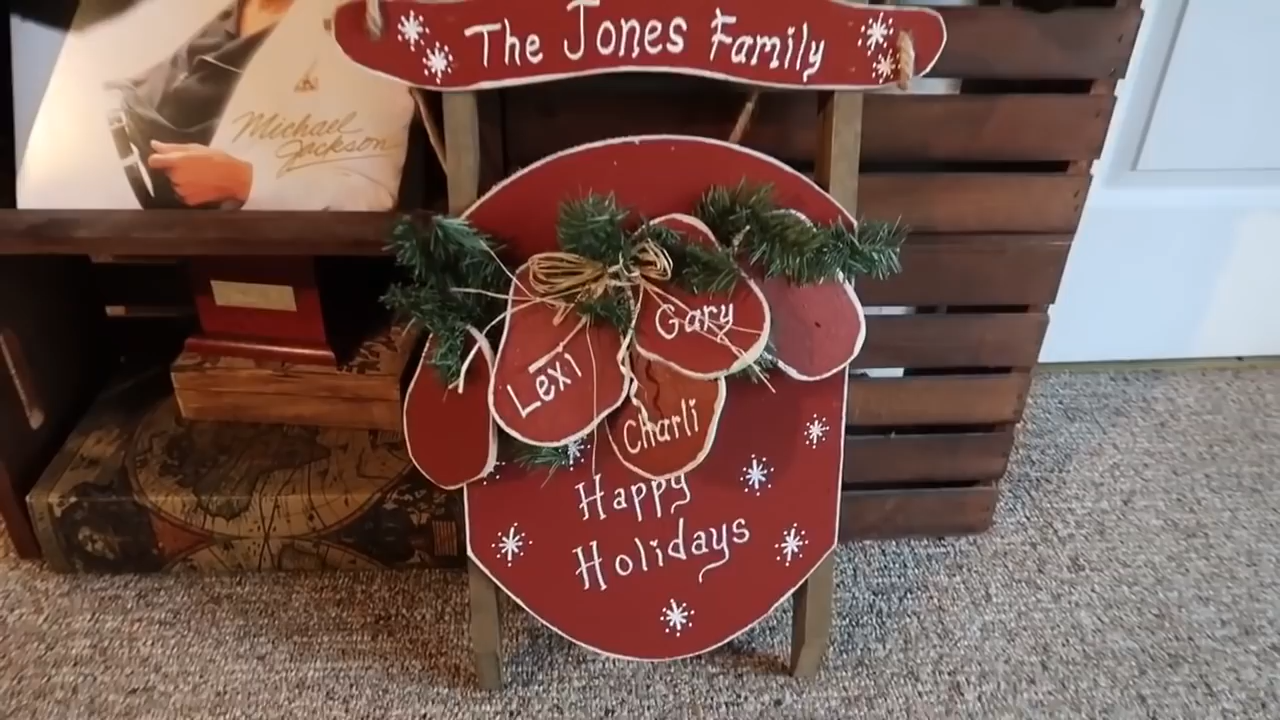 The Jones Family
Michael
Jackson
Gary
Lexi
Charli
Happy
Holidays